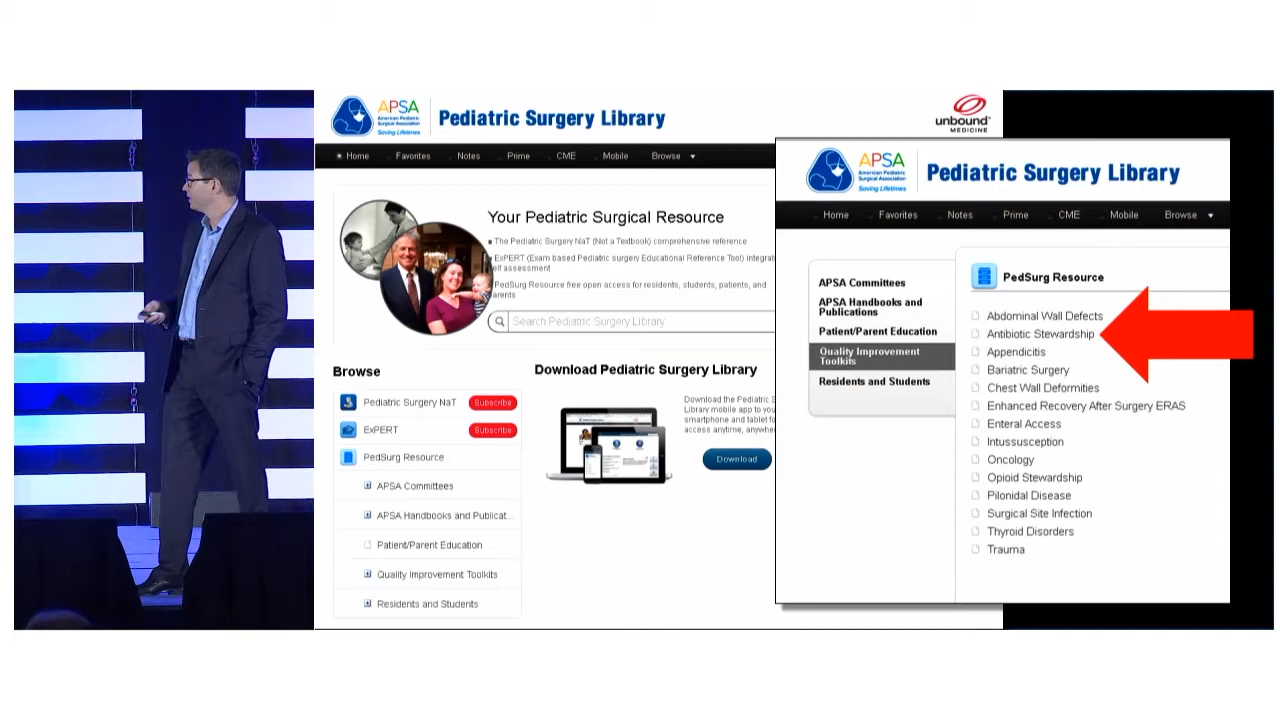 APSA
American Pediatric
Surgical Association
Saving Lifetimes
Pediatric Surgery Library
unbound
MEDICINE
Home
Favorites
Notes
Prime
CME
Mobile
Browse
Your Pediatric Surgical Resource
The Pediatric Surgery NaT (Not a Textbook) comprehensive reference
ExPERT (Exam based Pediatric surgery Educational Reference Tool) integrat
elf assessment
PedSurg Resource free open access for residents, students, patients, and
arents
Search Pediatric Surgery Library
Browse
Pediatric Surgery NaT
Subscribe
ExPERT
Subscribe
PedSurg Resource
APSA Committees
APSA Handbooks and Publicat...
Patient/Parent Education
Quality Improvement Toolkits
Residents and Students
Download Pediatric Surgery Library
Download the Pediatric S
Library mobile app to you
smartphone and tablet fo
access anytime, anywhe
Download
APSA
American Pediatric
Surgical Association
Saving Lifetimes
Pediatric Surgery Library
Home
Favorites
Notes
Prime
CME
Mobile
Browse
APSA Committees
APSA Handbooks and
Publications
Patient/Parent Education
Quality Improvement
Toolkits
Residents and Students
PedSurg Resource
Abdominal Wall Defects
Antibiotic Stewardship
Appendicitis
Bariatric Surgery
Chest Wall Deformities
Enhanced Recovery After Surgery ERAS
Enteral Access
Intussusception
Oncology
Opioid Stewardship
Pilonidal Disease
Surgical Site Infection
Thyroid Disorders
Trauma